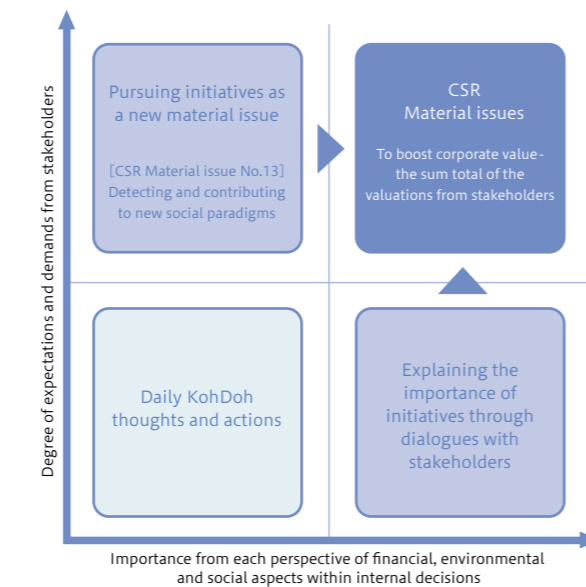 Degree of expectations and demands from stakeholders
Pursuing initiatives as
a new material issue
[CSR Material issue No.13]
Detecting and contributing
to new social paradigms
CSR
Material issues
To boost corporate value-
the sum total of the
valuations from stakeholders
Daily KohDoh
thoughts and actions
Explaining the
importance of
initiatives through
dialogues with
stakeholders
Importance from each perspective of financial, environmental
and social aspects within internal decisions